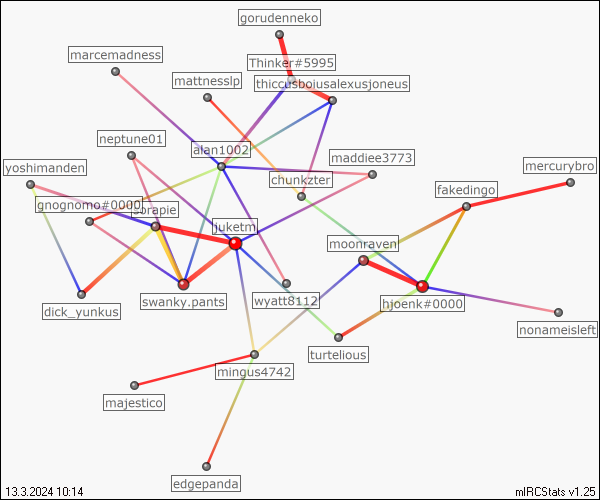 gorudenneko
marcemadness
Thinker#5995
mattnesslp
thiccusboiusalexusjoneus
neptune01
alan1002
maddiee3773
mercurybro
yoshimanden
chunkzter
fakedingo
gnognomo#0000
juketm
moonraven
swanky.pants
wyatt8112
hjoenk#0000
dick_yunkus
nonameisleft
turtelious
mingus4742
majestico
edgepanda
13.3.2024 10:14
mIRCStats v1.25